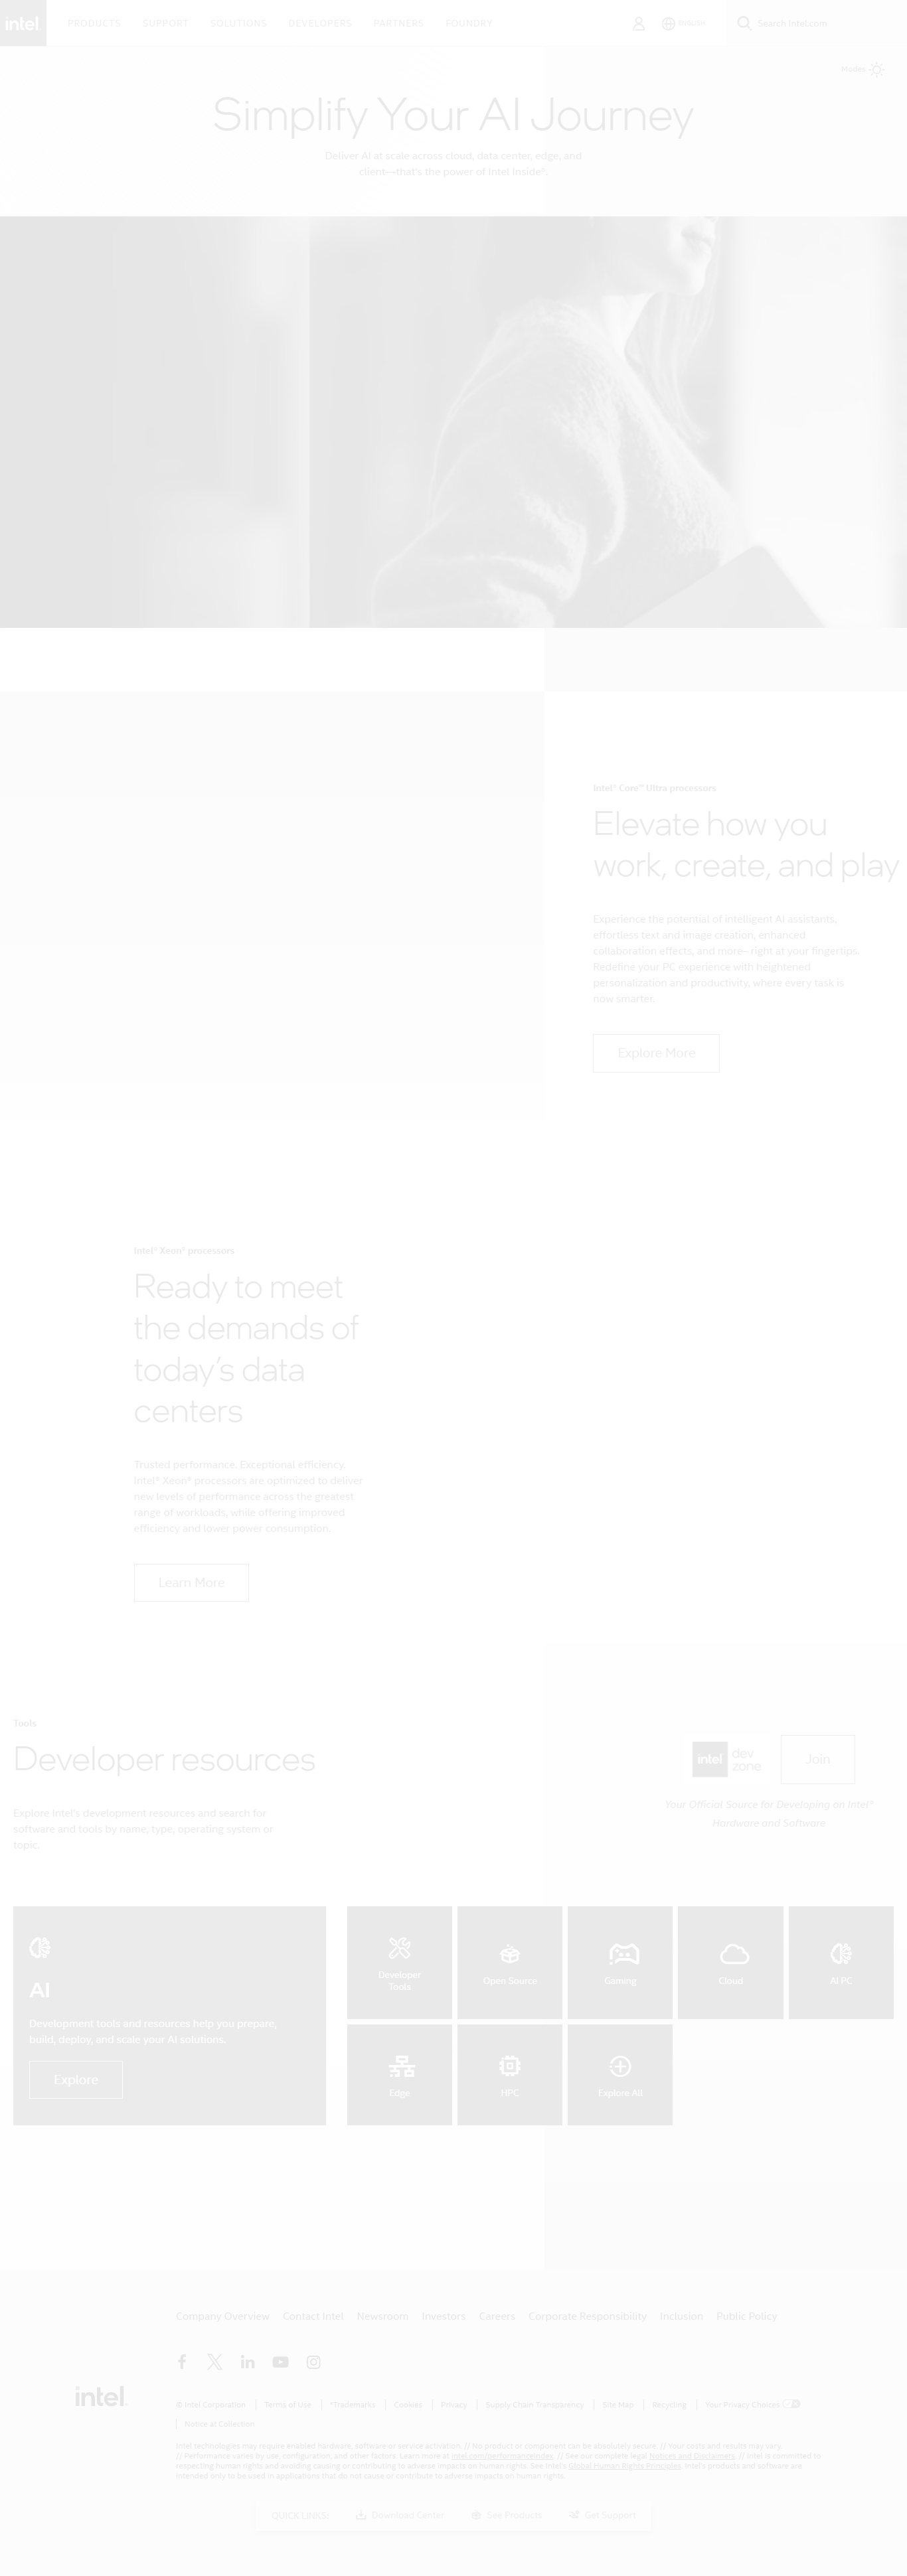 intel
PRODUCTS SUPPORT SOLUTIONS DEVELOPERS PARTNERS FOUNDRY
ENGLISH
Search Intel.com
Modes
Simplify Your AI Journey
Deliver AI at scale across cloud, data center, edge, and
client—that's the power of Intel Inside®.
Intel® Core™ Ultra processors
Elevate how you
work, create, and play
Experience the potential of intelligent AI assistants,
effortless text and image creation, enhanced
collaboration effects, and more– right at your fingertips.
Redefine your PC experience with heightened
personalization and productivity, where every task is
now smarter.
Explore More
Intel® Xeon® processors
Ready to meet
the demands of
today's data
centers
Trusted performance. Exceptional efficiency.
Intel® Xeon® processors are optimized to deliver
new levels of performance across the greatest
range of workloads, while offering improved
efficiency and lower power consumption.
Learn More
Tools
Developer resources
Explore Intel's development resources and search for
software and tools by name, type, operating system or
topic.
intel dev
zone
Join
Your Official Source for Developing on Intel®
Hardware and Software
AI
Development tools and resources help you prepare,
build, deploy, and scale your AI solutions.
Explore
Developer
Tools
Open Source
Gaming
Cloud
AI PC
Edge
HPC
Explore All
Company Overview Contact Intel Newsroom Investors Careers Corporate Responsibility Inclusion Public Policy
intel.
© Intel Corporation Terms of Use *Trademarks Cookies Privacy Supply Chain Transparency Site Map Recycling Your Privacy Choices
Notice at Collection
Intel technologies may require enabled hardware, software or service activation. // No product or component can be absolutely secure. // Your costs and results may vary.
// Performance varies by use, configuration, and other factors. Learn more at intel.com/performanceindex. // See our complete legal Notices and Disclaimers. // Intel is committed to
respecting human rights and avoiding causing or contributing to adverse impacts on human rights. See Intel's Global Human Rights Principles. Intel's products and software are
intended only to be used in applications that do not cause or contribute to adverse impacts on human rights.
QUICK LINKS: Download Center See Products Get Support